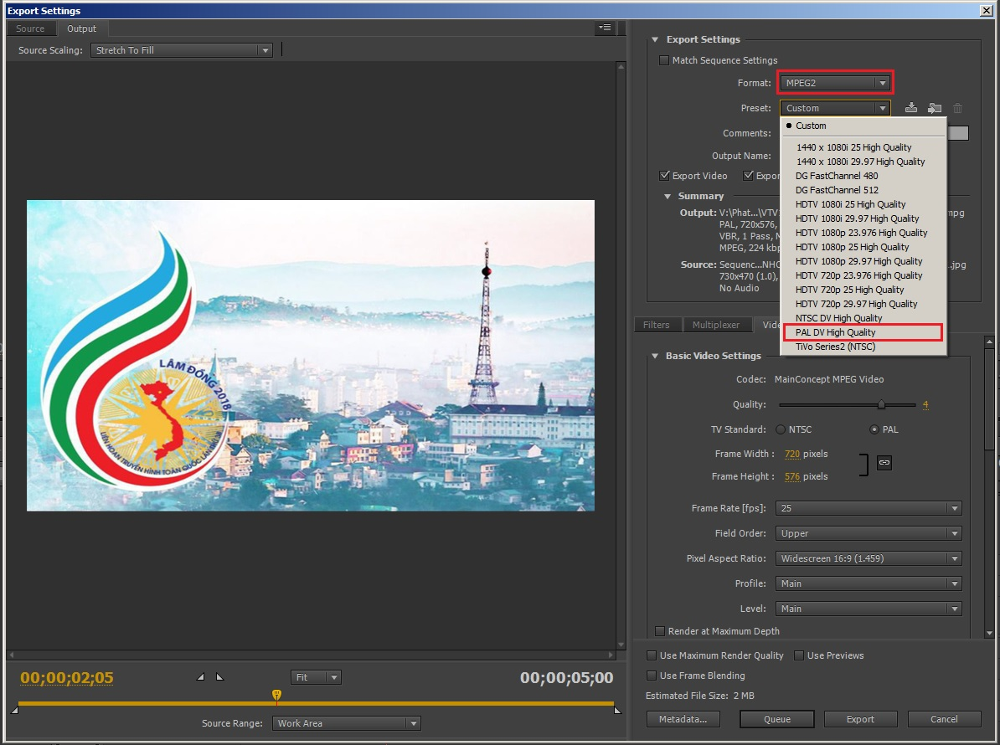 Export Settings
Source
Output
Source Scaling:
Stretch To Fill
LÂM ĐỒNG 2018
LIÊN HOAN TRUYỀN HÌNH TOÀN QUỐC LẦN
00;00;02;05
Fit
00;00;05;00
Source Range:
Work Area
Export Settings
Match Sequence Settings
Format:
MPEG2
Preset:
Custom
Comments:
Output Name:
Custom
1440 x 1080i 25 High Quality
1440 x 1080i 29.97 High Quality
DG FastChannel 480
DG FastChannel 512
HDTV 1080i 25 High Quality
HDTV 1080i 29.97 High Quality
HDTV 1080p 23.976 High Quality
HDTV 1080p 25 High Quality
HDTV 1080p 29.97 High Quality
HDTV 720p 23.976 High Quality
HDTV 720p 25 High Quality
HDTV 720p 29.97 High Quality
NTSC DV High Quality
PAL DV High Quality
TiVo Series2 (NTSC)
Export Video
Expor
Summary
Output: V:\Phat...\VTV
mpg
PAL, 720x576,
VBR, 1 Pass, M
MPEG, 224 kbp
Source: Sequenc...NHO
.jpg
730x470 (1.0),
No Audio
Filters
Multiplexer
Vide
Basic Video Settings
Codec: MainConcept MPEG Video
Quality:
4
TV Standard:
NTSC
PAL
Frame Width :
720 pixels
Frame Height :
576 pixels
Frame Rate [fps]:
25
Field Order:
Upper
Pixel Aspect Ratio:
Widescreen 16:9 (1.459)
Profile:
Main
Level:
Main
Render at Maximum Depth
Use Maximum Render Quality
Use Previews
Use Frame Blending
Estimated File Size: 2 MB
Metadata...
Queue
Export
Cancel